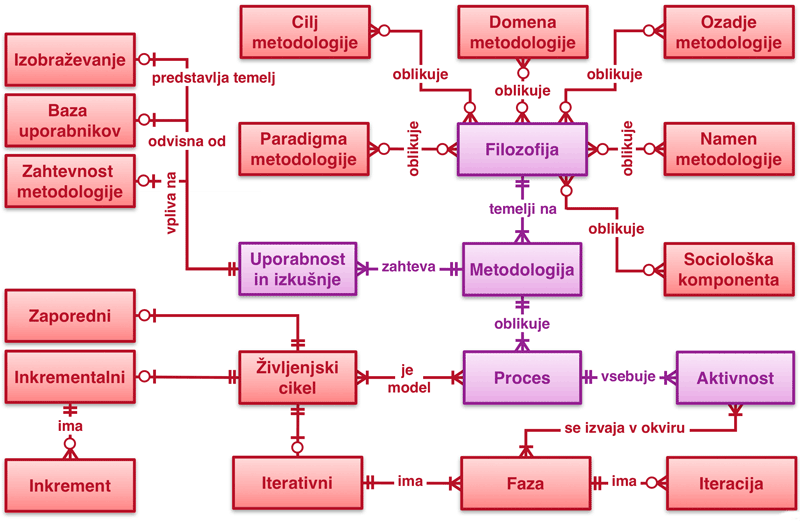 Cilj
metodologije
Domena
metodologije
Ozadje
metodologije
Izobraževanje
predstavlja temelj
oblikuje
oblikuje
oblikuje
Baza
uporabnikov
odvisna od
Paradigma
metodologije
oblikuje
Filozofija
oblikuje
Namen
metodologije
Zahtevnost
metodologije
vpliva na
temelji na
oblikuje
Uporabnost
in izkušnje
zahteva
Metodologija
Sociološka
komponenta
Zaporedni
oblikuje
Inkrementalni
Življenjski
cikel
je
model
Proces
vsebuje
Aktivnost
ima
se izvaja v okviru
Inkrement
Iterativni
ima
Faza
ima
Iteracija